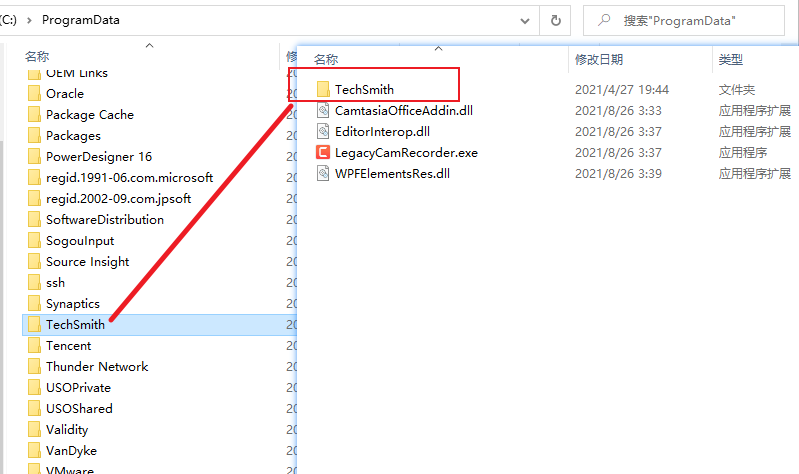 (C:) › ProgramData
搜索"ProgramData"
名称
OEM Links
Oracle
Package Cache
Packages
PowerDesigner 16
regid.1991-06.com.microsoft
regid.2002-09.com.jpsoft
SoftwareDistribution
SogouInput
Source Insight
ssh
Synaptics
TechSmith
Tencent
Thunder Network
USOPrivate
USOShared
Validity
VanDyke
VMware
名称 修改日期 类型
TechSmith 2021/4/27 19:44 文件夹
CamtasiaOfficeAddin.dll 2021/8/26 3:33 应用程序扩展
EditorInterop.dll 2021/8/26 3:37 应用程序扩展
LegacyCamRecorder.exe 2021/8/26 3:37 应用程序
WPFElementsRes.dll 2021/8/26 3:39 应用程序扩展